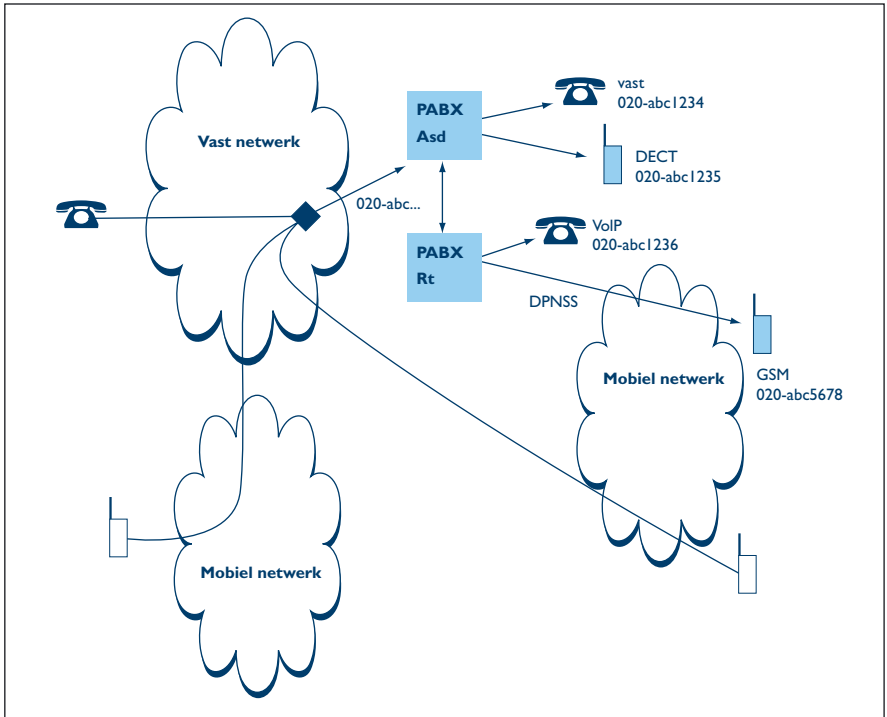 vast
020-abc1234
PABX
Asd
Vast netwerk
DECT
020-abc1235
020-abc...
VoIP
020-abc1236
PABX
Rt
DPNSS
Mobiel netwerk
GSM
020-abc5678
Mobiel netwerk